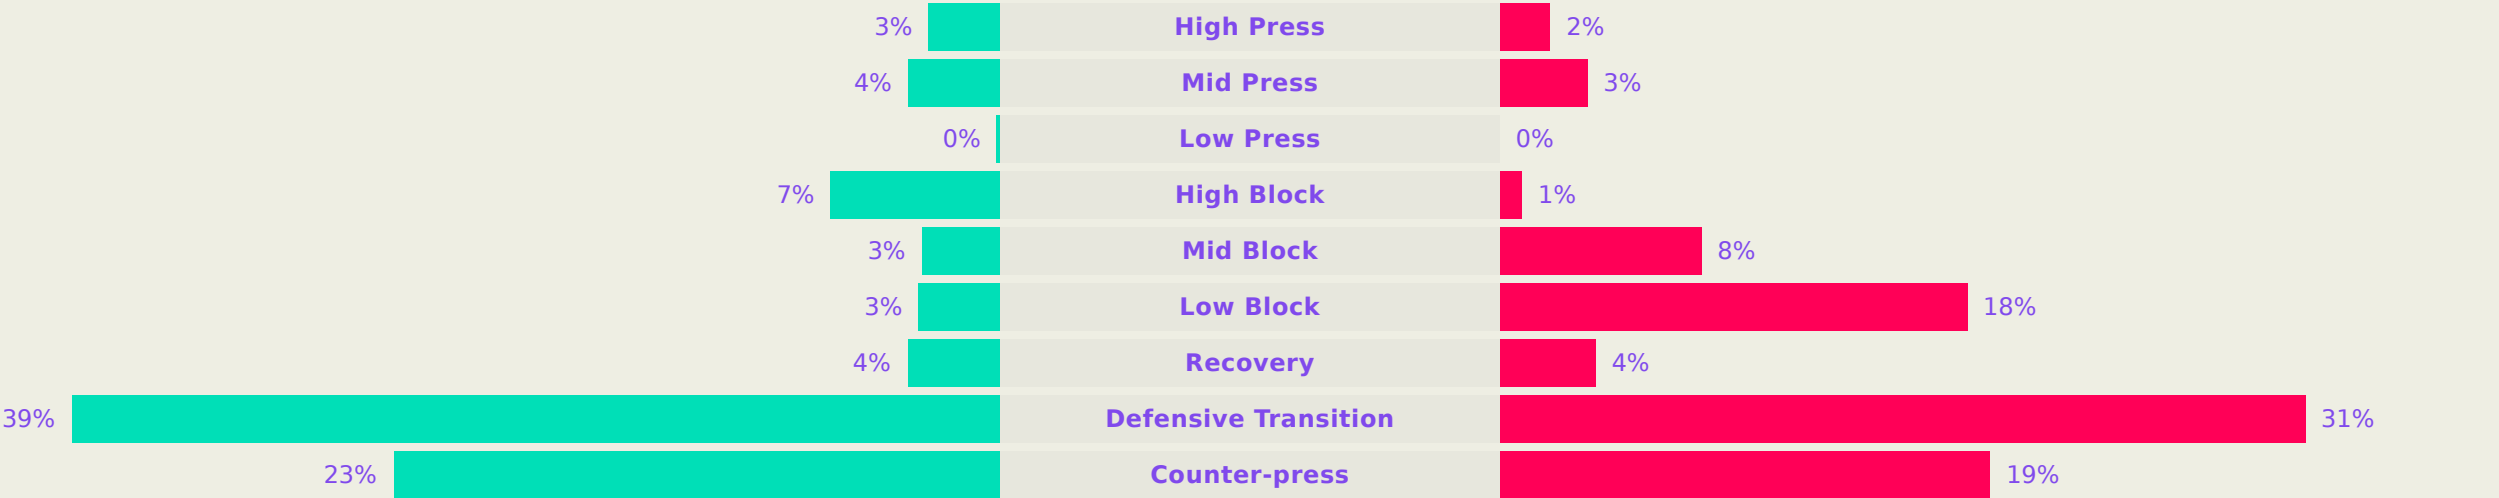 3% High Press 2%
4% Mid Press 3%
0% Low Press 0%
7% High Block 1%
3% Mid Block 8%
3% Low Block 18%
4% Recovery 4%
39% Defensive Transition 31%
23% Counter-press 19%